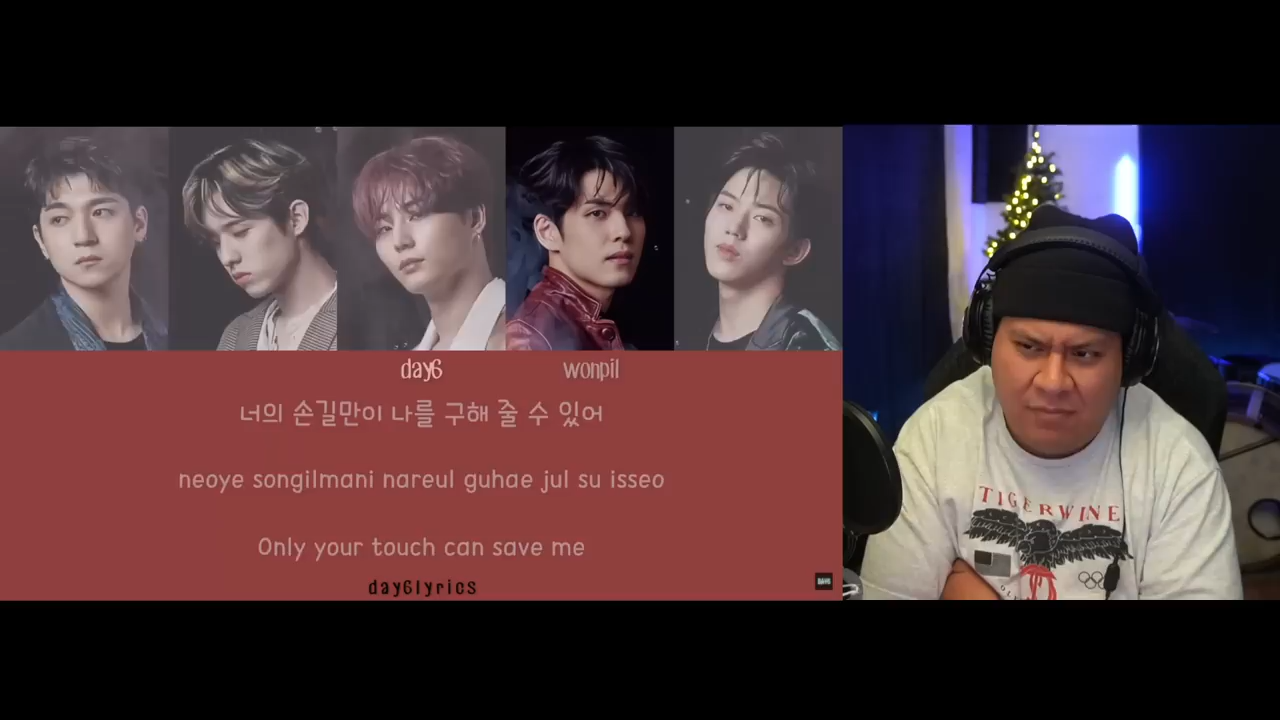 day6
wonpil
너의 손길만이 나를 구해 줄 수 있어
neoye songilmani nareul guhae jul su isseo
Only your touch can save me
day6lyrics
DAY6
TIGERWINE